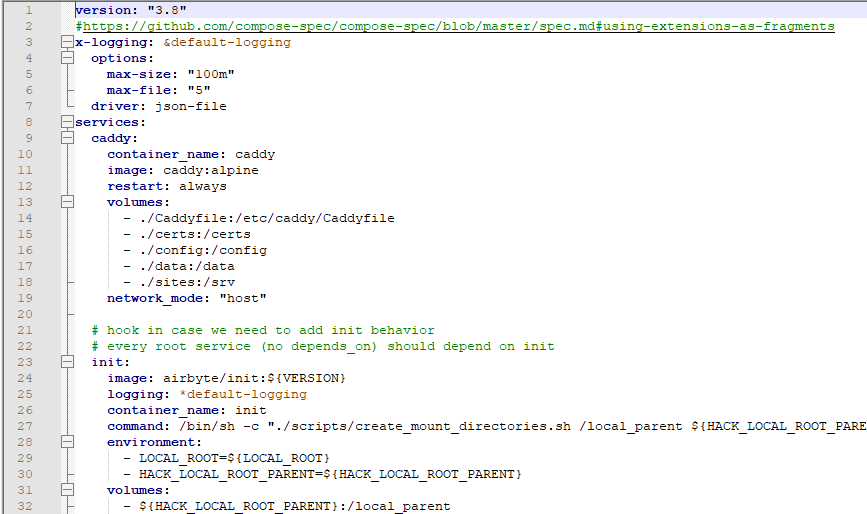 1 version: "3.8"
2 #https://github.com/compose-spec/compose-spec/blob/master/spec.md#using-extensions-as-fragments
3 x-logging: &default-logging
4   options:
5     max-size: "100m"
6     max-file: "5"
7   driver: json-file
8 services:
9   caddy:
10     container_name: caddy
11     image: caddy:alpine
12     restart: always
13     volumes:
14       - ./Caddyfile:/etc/caddy/Caddyfile
15       - ./certs:/certs
16       - ./config:/config
17       - ./data:/data
18       - ./sites:/srv
19     network_mode: "host"
20
21   # hook in case we need to add init behavior
22   # every root service (no depends_on) should depend on init
23   init:
24     image: airbyte/init:${VERSION}
25     logging: *default-logging
26     container_name: init
27     command: /bin/sh -c "./scripts/create_mount_directories.sh /local_parent ${HACK_LOCAL_ROOT_PARE
28     environment:
29       - LOCAL_ROOT=${LOCAL_ROOT}
30       - HACK_LOCAL_ROOT_PARENT=${HACK_LOCAL_ROOT_PARENT}
31     volumes:
32       - ${HACK_LOCAL_ROOT_PARENT}:/local_parent